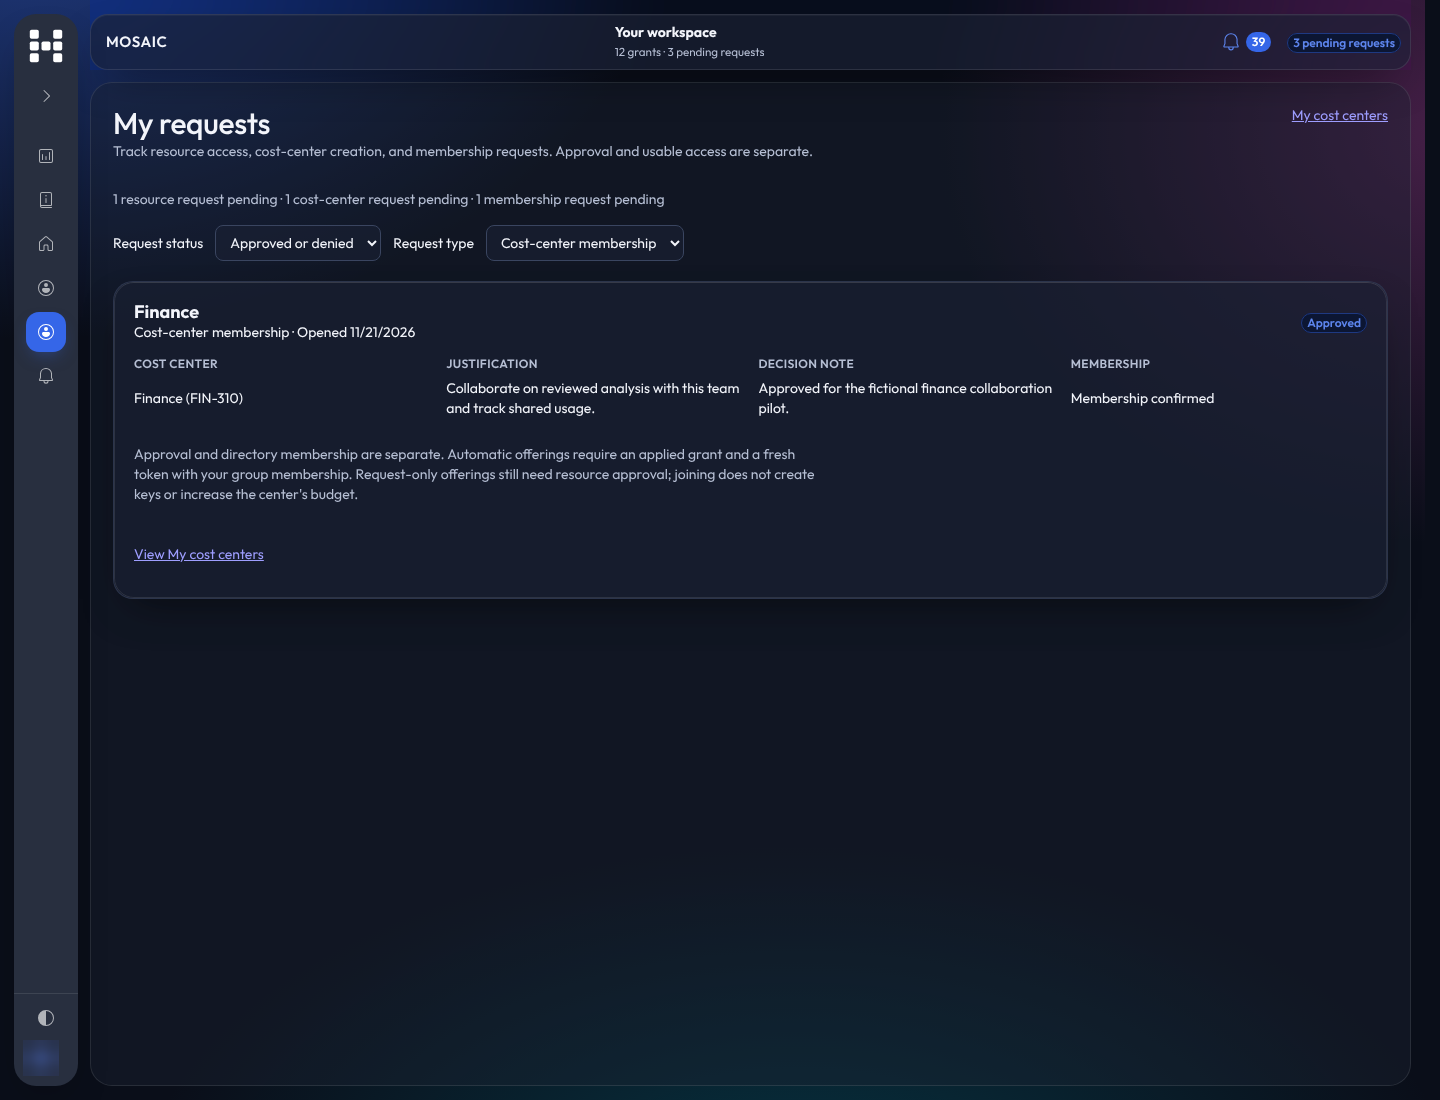 MOSAIC
Your workspace
12 grants · 3 pending requests
39
3 pending requests
My requests
My cost centers
Track resource access, cost-center creation, and membership requests. Approval and usable access are separate.
1 resource request pending · 1 cost-center request pending · 1 membership request pending
Request status
Approved or denied
Request type
Cost-center membership
Finance
Cost-center membership · Opened 11/21/2026
Approved
COST CENTER
Finance (FIN-310)
JUSTIFICATION
Collaborate on reviewed analysis with this team
and track shared usage.
DECISION NOTE
Approved for the fictional finance collaboration
pilot.
MEMBERSHIP
Membership confirmed
Approval and directory membership are separate. Automatic offerings require an applied grant and a fresh
token with your group membership. Request-only offerings still need resource approval; joining does not create
keys or increase the center's budget.
View My cost centers